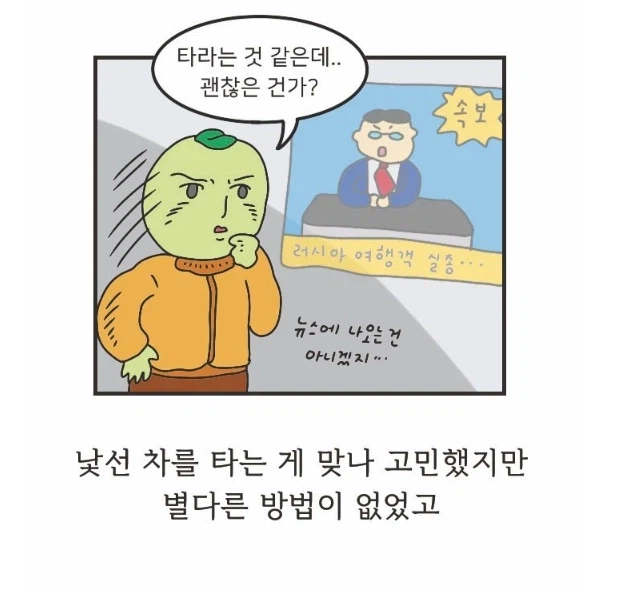 타라는 것 같은데..
괜찮은 건가?
속보
러시아 여행객 실종...
뉴스에 나오는건
아니겠지...
낯선 차를 타는 게 맞나 고민했지만
별다른 방법이 없었고